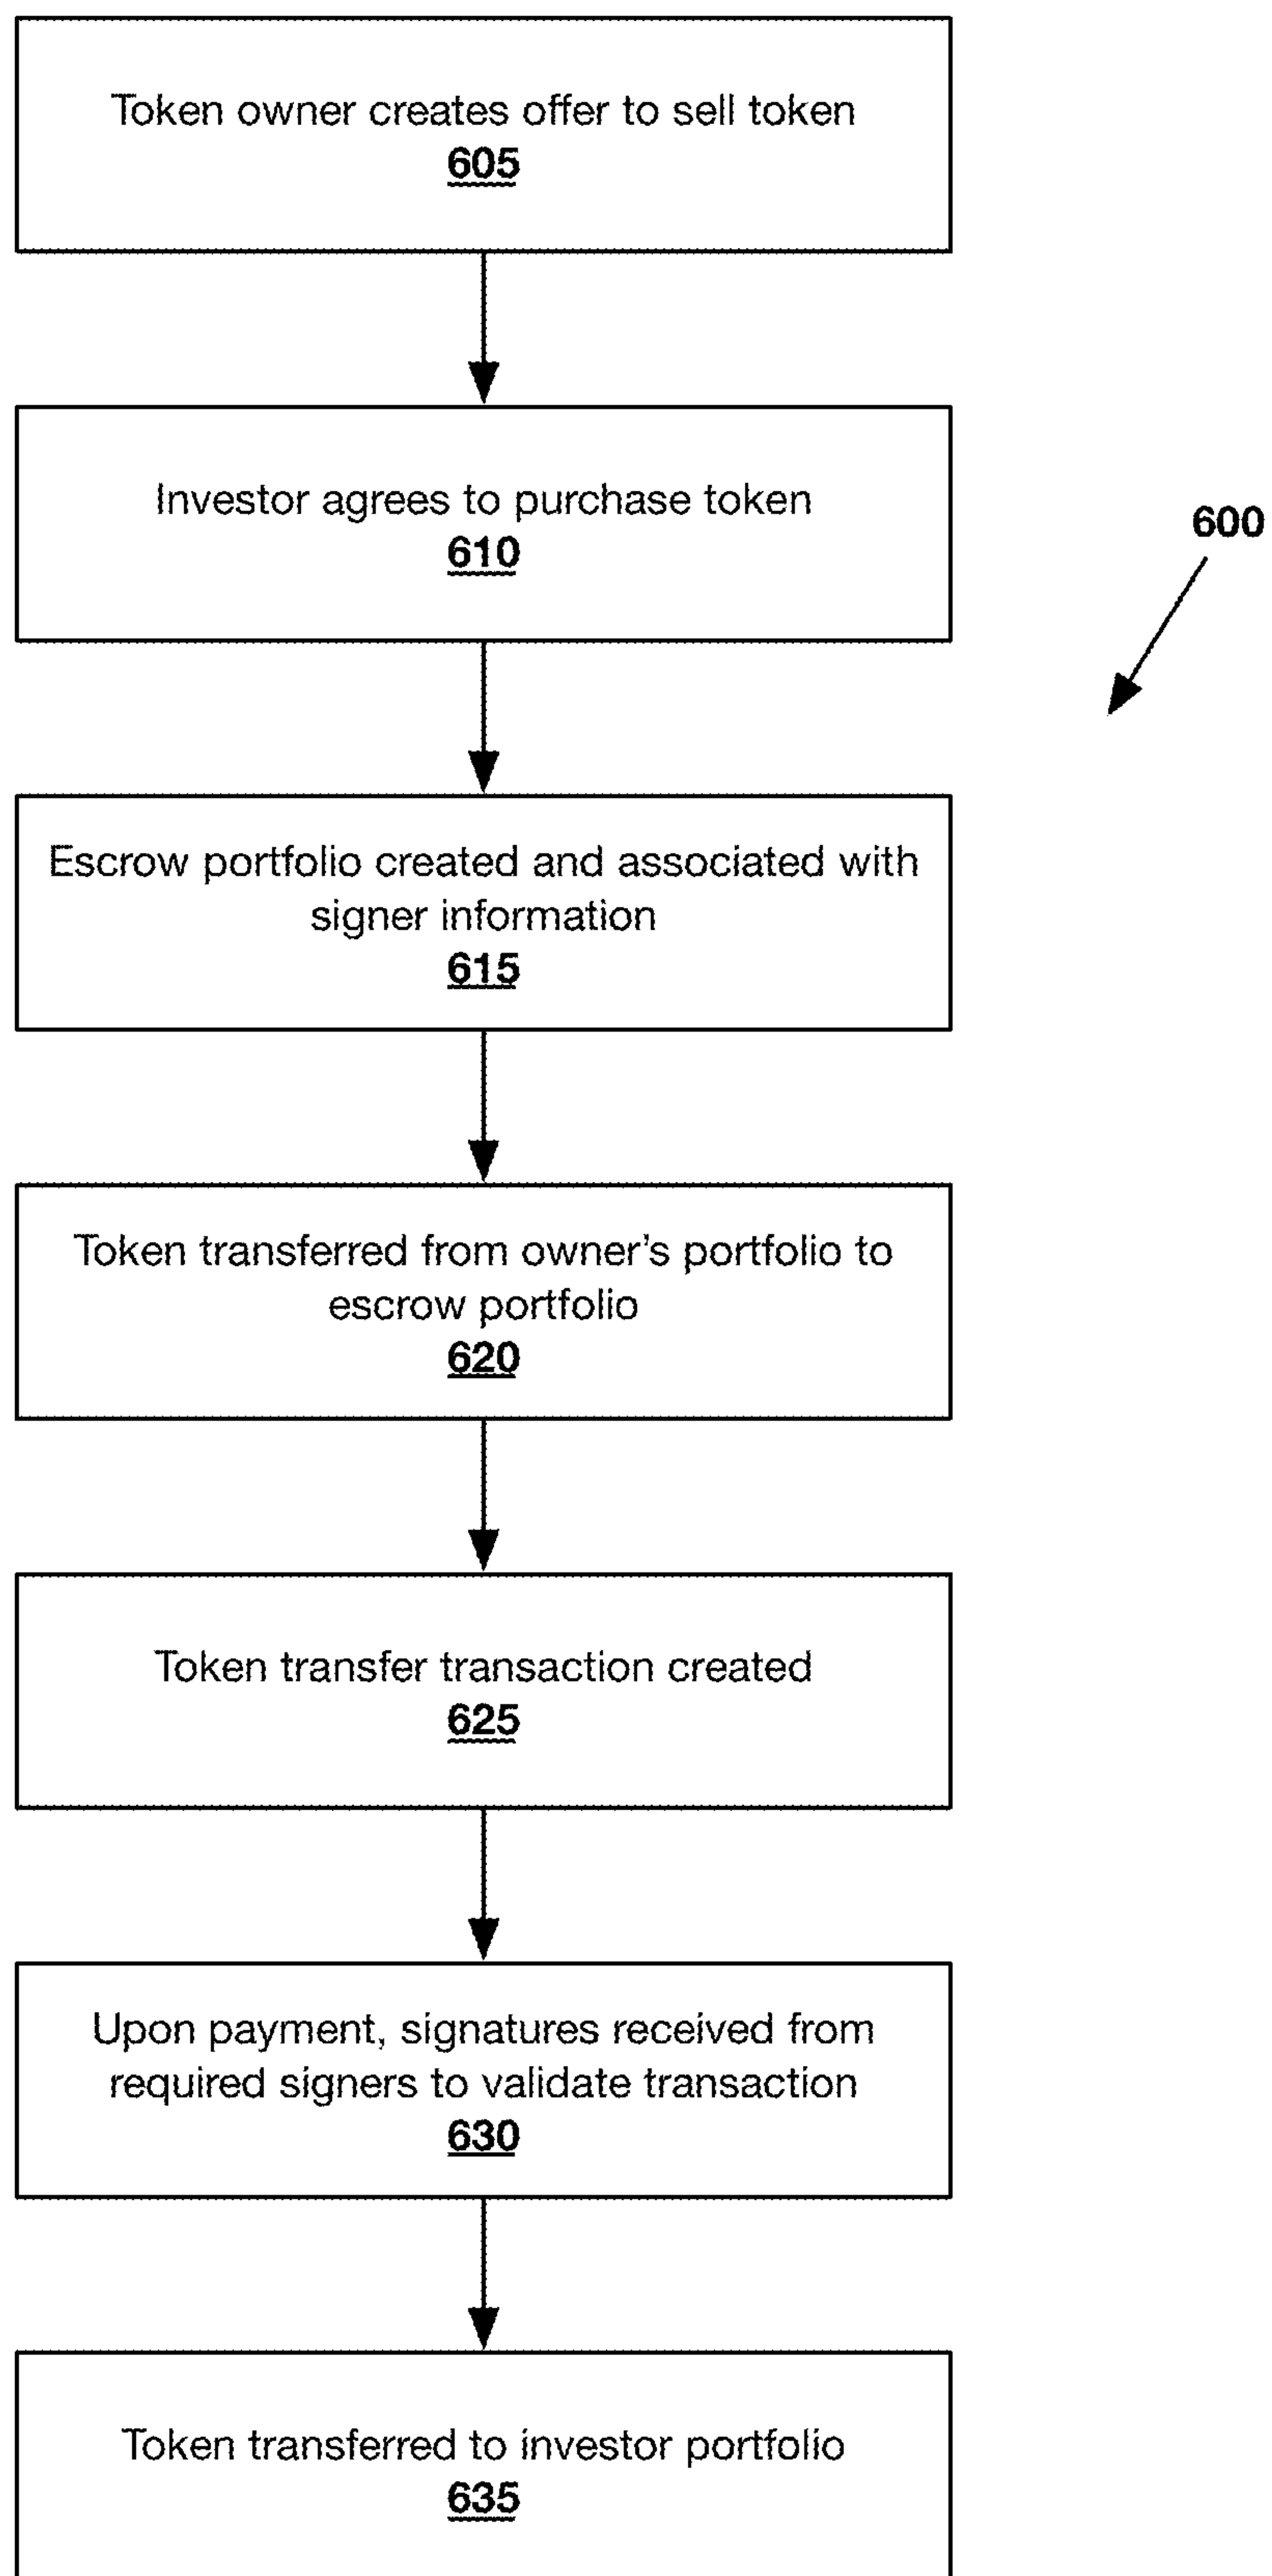 Token owner creates offer to sell token
605
Investor agrees to purchase token
610
600
Escrow portfolio created and associated with
signer information
615
Token transferred from owner's portfolio to
escrow portfolio
620
Token transfer transaction created
625
Upon payment, signatures received from
required signers to validate transaction
630
Token transferred to investor portfolio
635